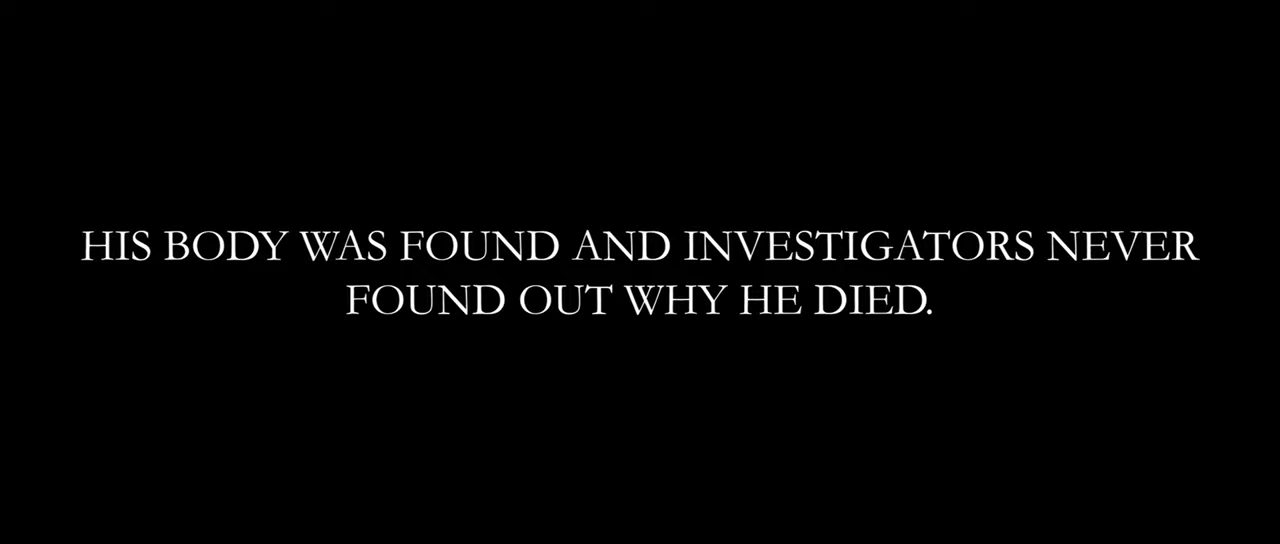 HIS BODY WAS FOUND AND INVESTIGATORS NEVER
FOUND OUT WHY HE DIED.